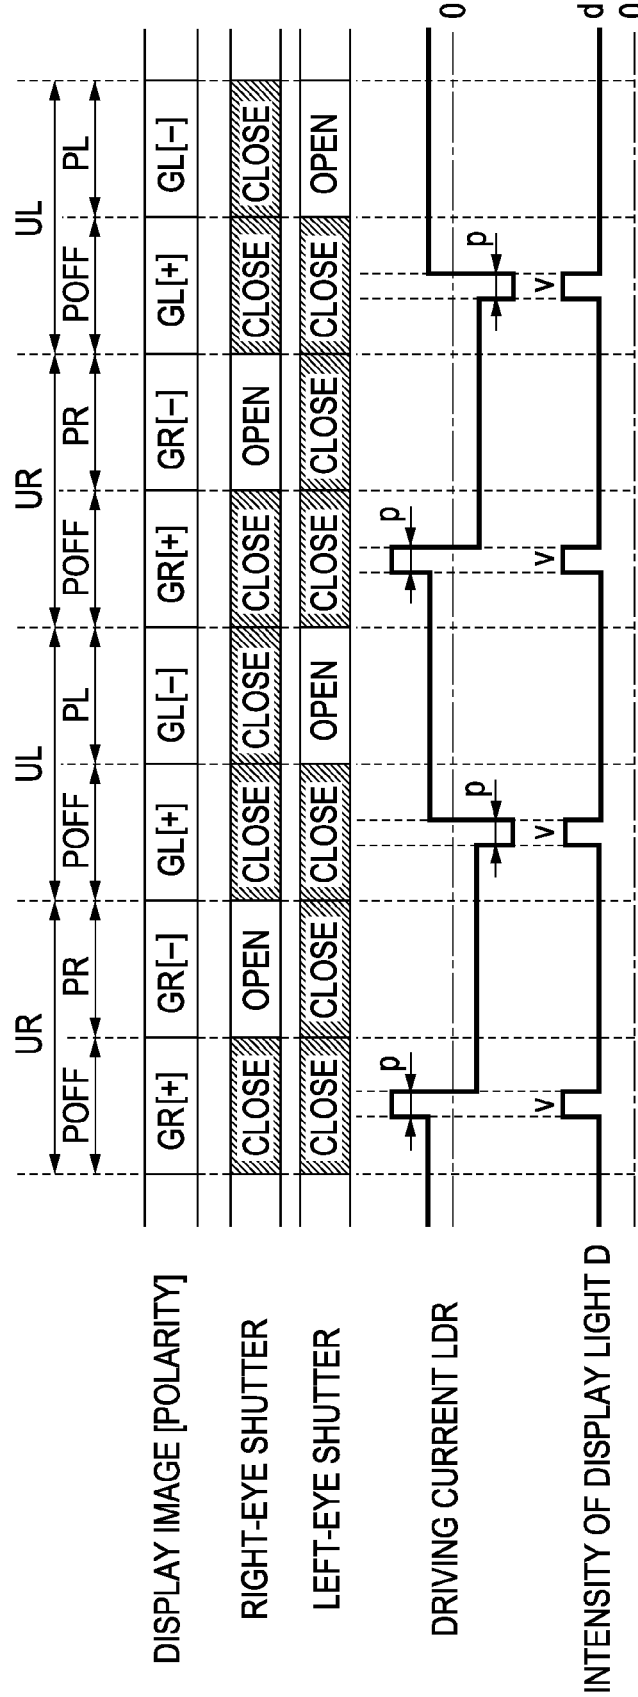 UR UL UR UL
POFF PR POFF PL POFF PR POFF PL
DISPLAY IMAGE [POLARITY] GR[+] GR[−] GL[+] GL[−] GR[+] GR[−] GL[+] GL[−]
RIGHT-EYE SHUTTER CLOSE OPEN CLOSE CLOSE CLOSE OPEN CLOSE CLOSE
LEFT-EYE SHUTTER CLOSE CLOSE CLOSE OPEN CLOSE CLOSE CLOSE OPEN
p p p p
DRIVING CURRENT LDR 0
v v v v
INTENSITY OF DISPLAY LIGHT D d
0